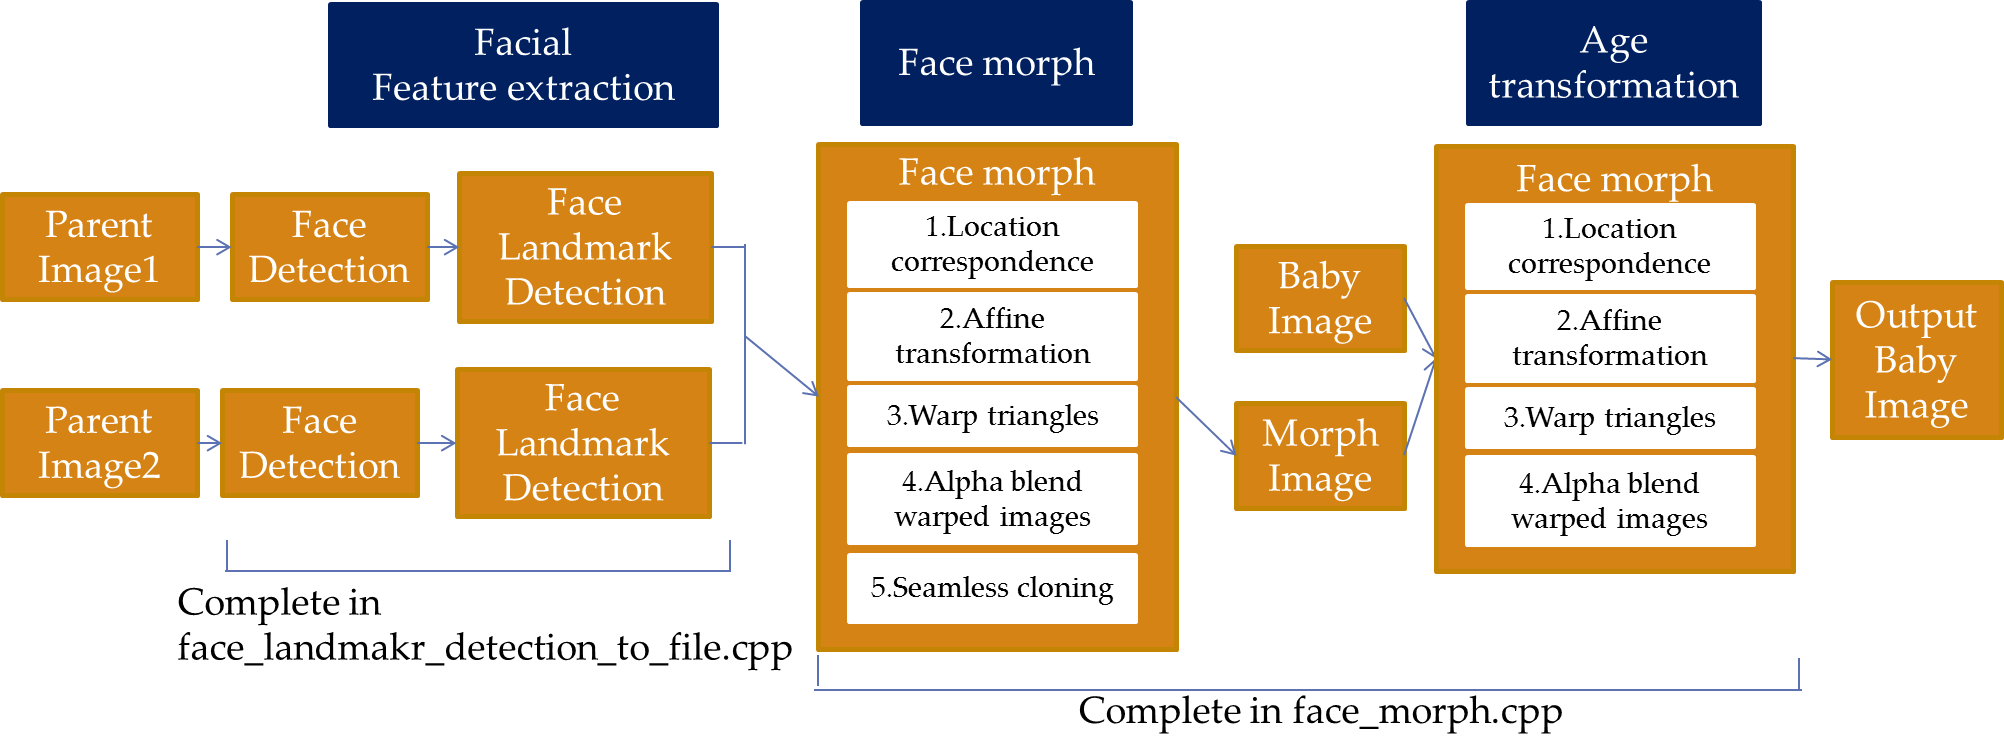 Facial
Feature extraction
Face morph
Age
transformation
Parent
Image1
Face
Detection
Face
Landmark
Detection
Parent
Image2
Face
Detection
Face
Landmark
Detection
Complete in
face_landmakr_detection_to_file.cpp
Face morph
1.Location
correspondence
2.Affine
transformation
3.Warp triangles
4.Alpha blend
warped images
5.Seamless cloning
Baby
Image
Morph
Image
Face morph
1.Location
correspondence
2.Affine
transformation
3.Warp triangles
4.Alpha blend
warped images
Output
Baby
Image
Complete in face_morph.cpp